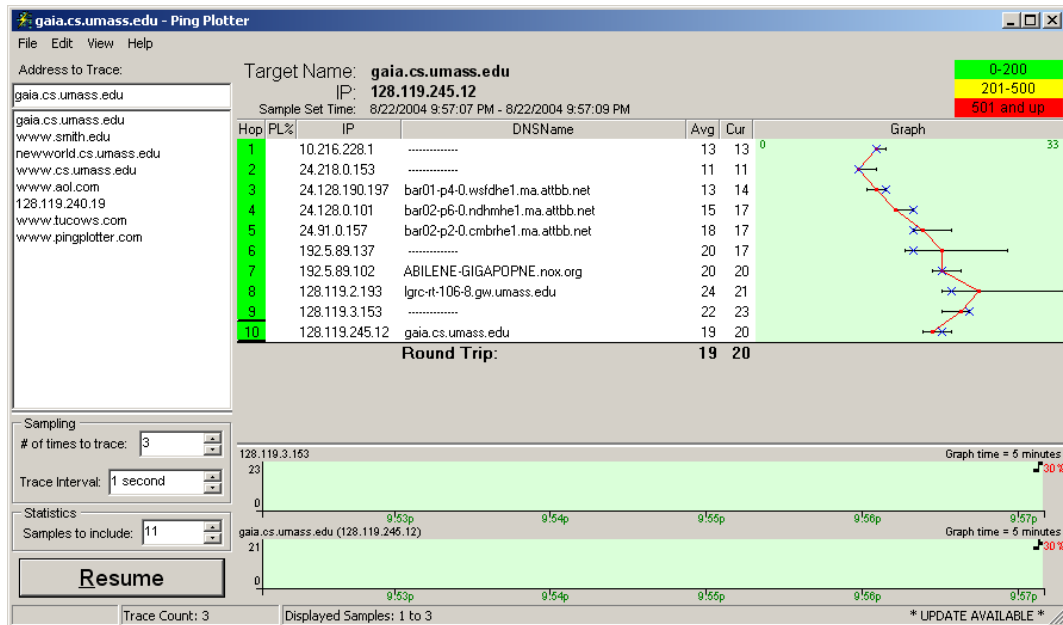 gaia.cs.umass.edu - Ping Plotter
File Edit View Help
Address to Trace:
gaia.cs.umass.edu
gaia.cs.umass.edu
www.smith.edu
newworld.cs.umass.edu
www.cs.umass.edu
www.aol.com
128.119.240.19
www.tucows.com
www.pingplotter.com
Sampling
# of times to trace: 3
Trace Interval: 1 second
Statistics
Samples to include: 11
Resume
Target Name: gaia.cs.umass.edu
IP: 128.119.245.12
Sample Set Time: 8/22/2004 9:57:07 PM - 8/22/2004 9:57:09 PM
0-200
201-500
501 and up
Hop PL% IP DNSName Avg Cur Graph
0 33
1 10.216.228.1 ------------- 13 13
2 24.218.0.153 ------------- 11 11
3 24.128.190.197 bar01-p4-0.wsfdhe1.ma.attbb.net 13 14
4 24.128.0.101 bar02-p6-0.ndhmhe1.ma.attbb.net 15 17
5 24.91.0.157 bar02-p2-0.cmbrhe1.ma.attbb.net 18 17
6 192.5.89.137 ------------- 20 17
7 192.5.89.102 ABILENE-GIGAPOPNE.nox.org 20 20
8 128.119.2.193 lgrc-rt-106-8.gw.umass.edu 24 21
9 128.119.3.153 ------------- 22 23
10 128.119.245.12 gaia.cs.umass.edu 19 20
Round Trip: 19 20
128.119.3.153 Graph time = 5 minutes
23 30%
0
9:53p 9:54p 9:55p 9:56p 9:57p
gaia.cs.umass.edu (128.119.245.12) Graph time = 5 minutes
21 30%
0
9:53p 9:54p 9:55p 9:56p 9:57p
Trace Count: 3 Displayed Samples: 1 to 3 * UPDATE AVAILABLE *